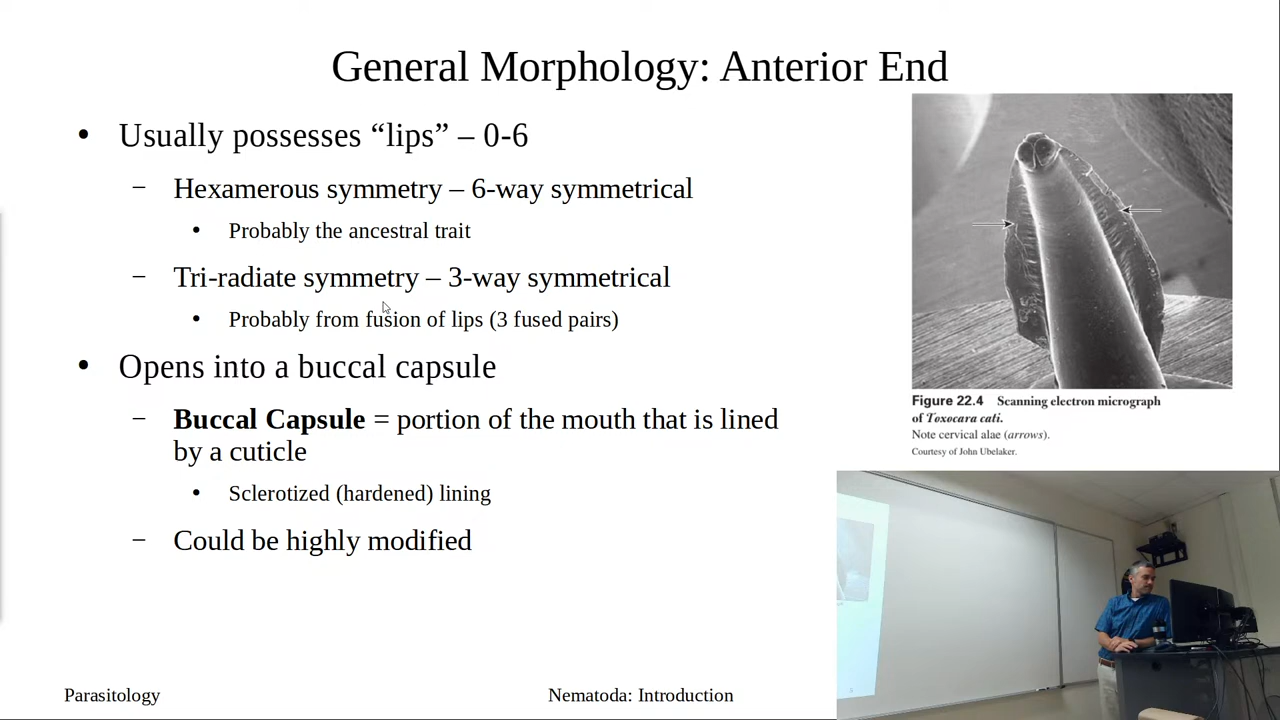 General Morphology: Anterior End
• Usually possesses “lips” – 0-6
– Hexamerous symmetry – 6-way symmetrical
• Probably the ancestral trait
– Tri-radiate symmetry – 3-way symmetrical
• Probably from fusion of lips (3 fused pairs)
• Opens into a buccal capsule
– Buccal Capsule = portion of the mouth that is lined
by a cuticle
• Sclerotized (hardened) lining
– Could be highly modified
Figure 22.4 Scanning electron micrograph
of Toxocara cati.
Note cervical alae (arrows).
Courtesy of John Ubelaker.
Parasitology
Nematoda: Introduction